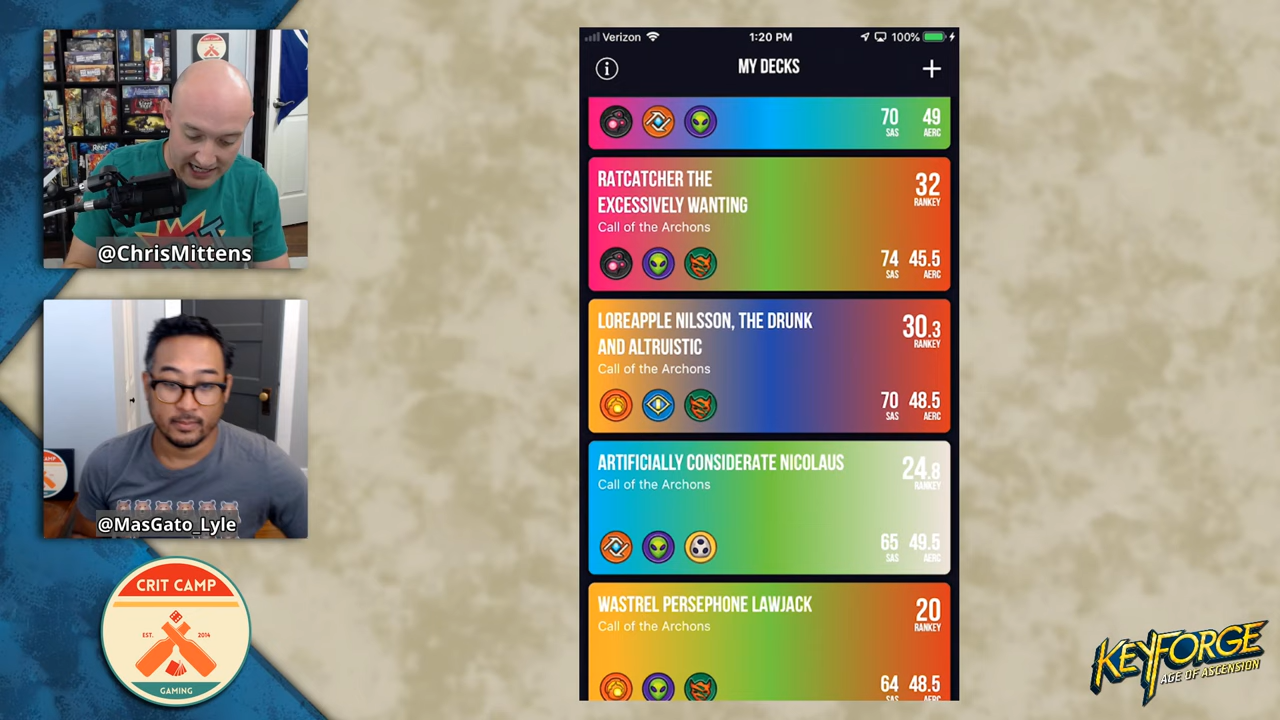 @ChrisMittens
@MasGato_Lyle
CRIT CAMP
EST. 2014
GAMING
Verizon 1:20 PM 100%
MY DECKS
70 49
SAS AERC
RATCATCHER THE
EXCESSIVELY WANTING
32
RANKEY
Call of the Archons
74 45.5
SAS AERC
LOREAPPLE NILSSON, THE DRUNK
AND ALTRUISTIC
30.3
RANKEY
Call of the Archons
70 48.5
SAS AERC
ARTIFICIALLY CONSIDERATE NICOLAUS
24.8
RANKEY
Call of the Archons
65 49.5
SAS AERC
WASTREL PERSEPHONE LAWJACK
20
RANKEY
Call of the Archons
64 48.5
SAS AERC
KEYFORGE
AGE OF ASCENSION